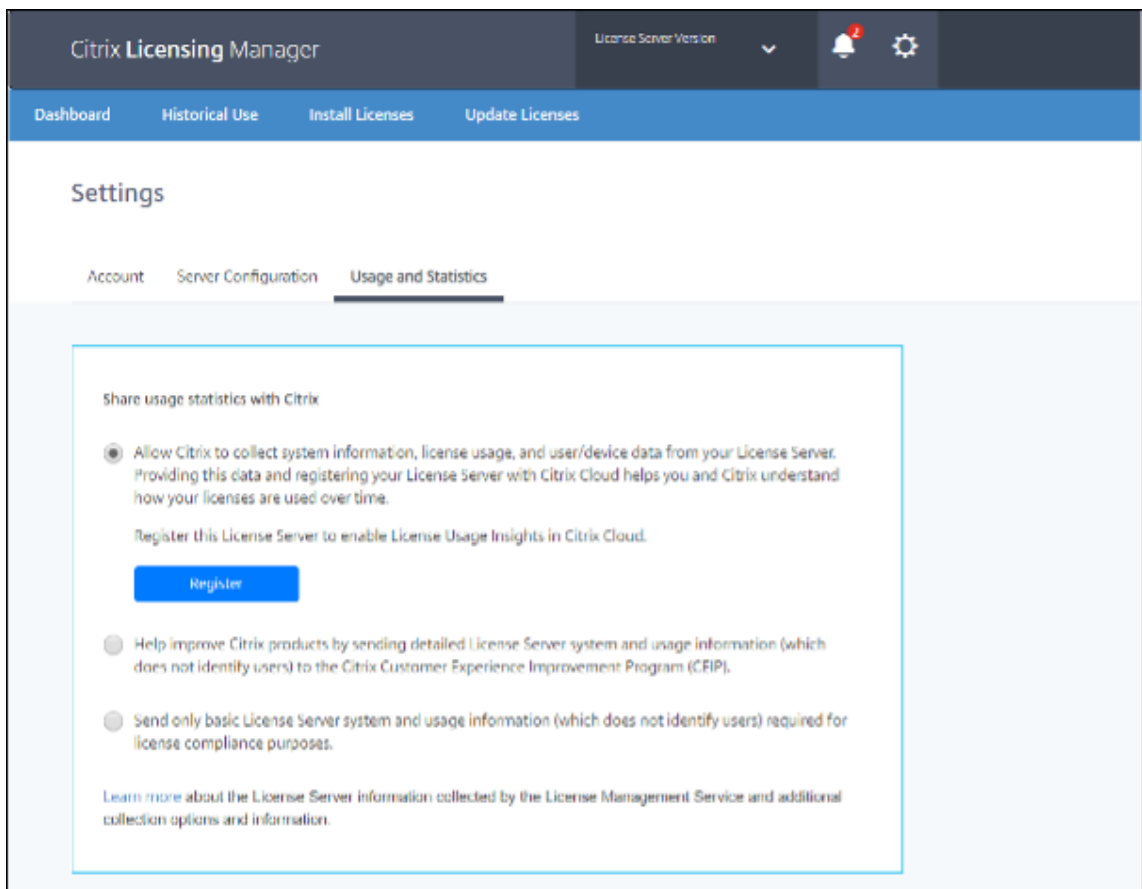 Citrix Licensing Manager
License Server Version
2
Dashboard Historical Use Install Licenses Update Licenses
Settings
Account Server Configuration Usage and Statistics
Share usage statistics with Citrix
Allow Citrix to collect system information, license usage, and user/device data from your License Server.
Providing this data and registering your License Server with Citrix Cloud helps you and Citrix understand
how your licenses are used over time.
Register this License Server to enable License Usage Insights in Citrix Cloud.
Register
Help improve Citrix products by sending detailed License Server system and usage information (which
does not identify users) to the Citrix Customer Experience Improvement Program (CEIP).
Send only basic License Server system and usage information (which does not identify users) required for
license compliance purposes.
Learn more about the License Server information collected by the License Management Service and additional
collection options and information.